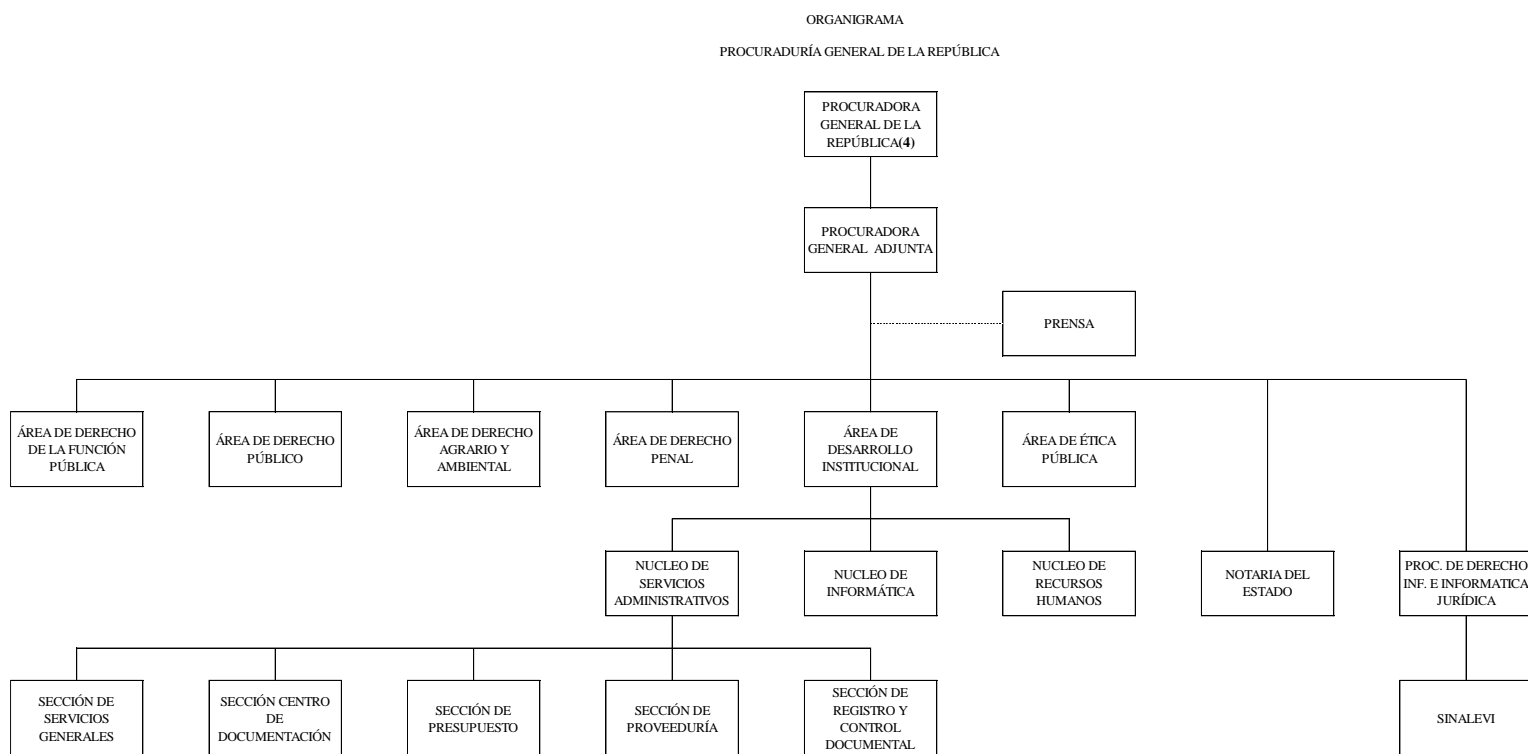 ORGANIGRAMA
PROCURADURÍA GENERAL DE LA REPÚBLICA
PROCURADORA
GENERAL DE LA
REPÚBLICA(4)
PROCURADORA
GENERAL ADJUNTA
PRENSA
ÁREA DE DERECHO
DE LA FUNCIÓN
PÚBLICA
ÁREA DE DERECHO
PÚBLICO
ÁREA DE DERECHO
AGRARIO Y
AMBIENTAL
ÁREA DE DERECHO
PENAL
ÁREA DE
DESARROLLO
INSTITUCIONAL
ÁREA DE ÉTICA
PÚBLICA
NUCLEO DE
SERVICIOS
ADMINISTRATIVOS
NUCLEO DE
INFORMÁTICA
NUCLEO DE
RECURSOS
HUMANOS
NOTARIA DEL
ESTADO
PROC. DE DERECHO
INF. E INFORMATICA
JURÍDICA
SECCIÓN DE
SERVICIOS
GENERALES
SECCIÓN CENTRO
DE
DOCUMENTACIÓN
SECCIÓN DE
PRESUPUESTO
SECCIÓN DE
PROVEEDURÍA
SECCIÓN DE
REGISTRO Y
CONTROL
DOCUMENTAL
SINALEVI